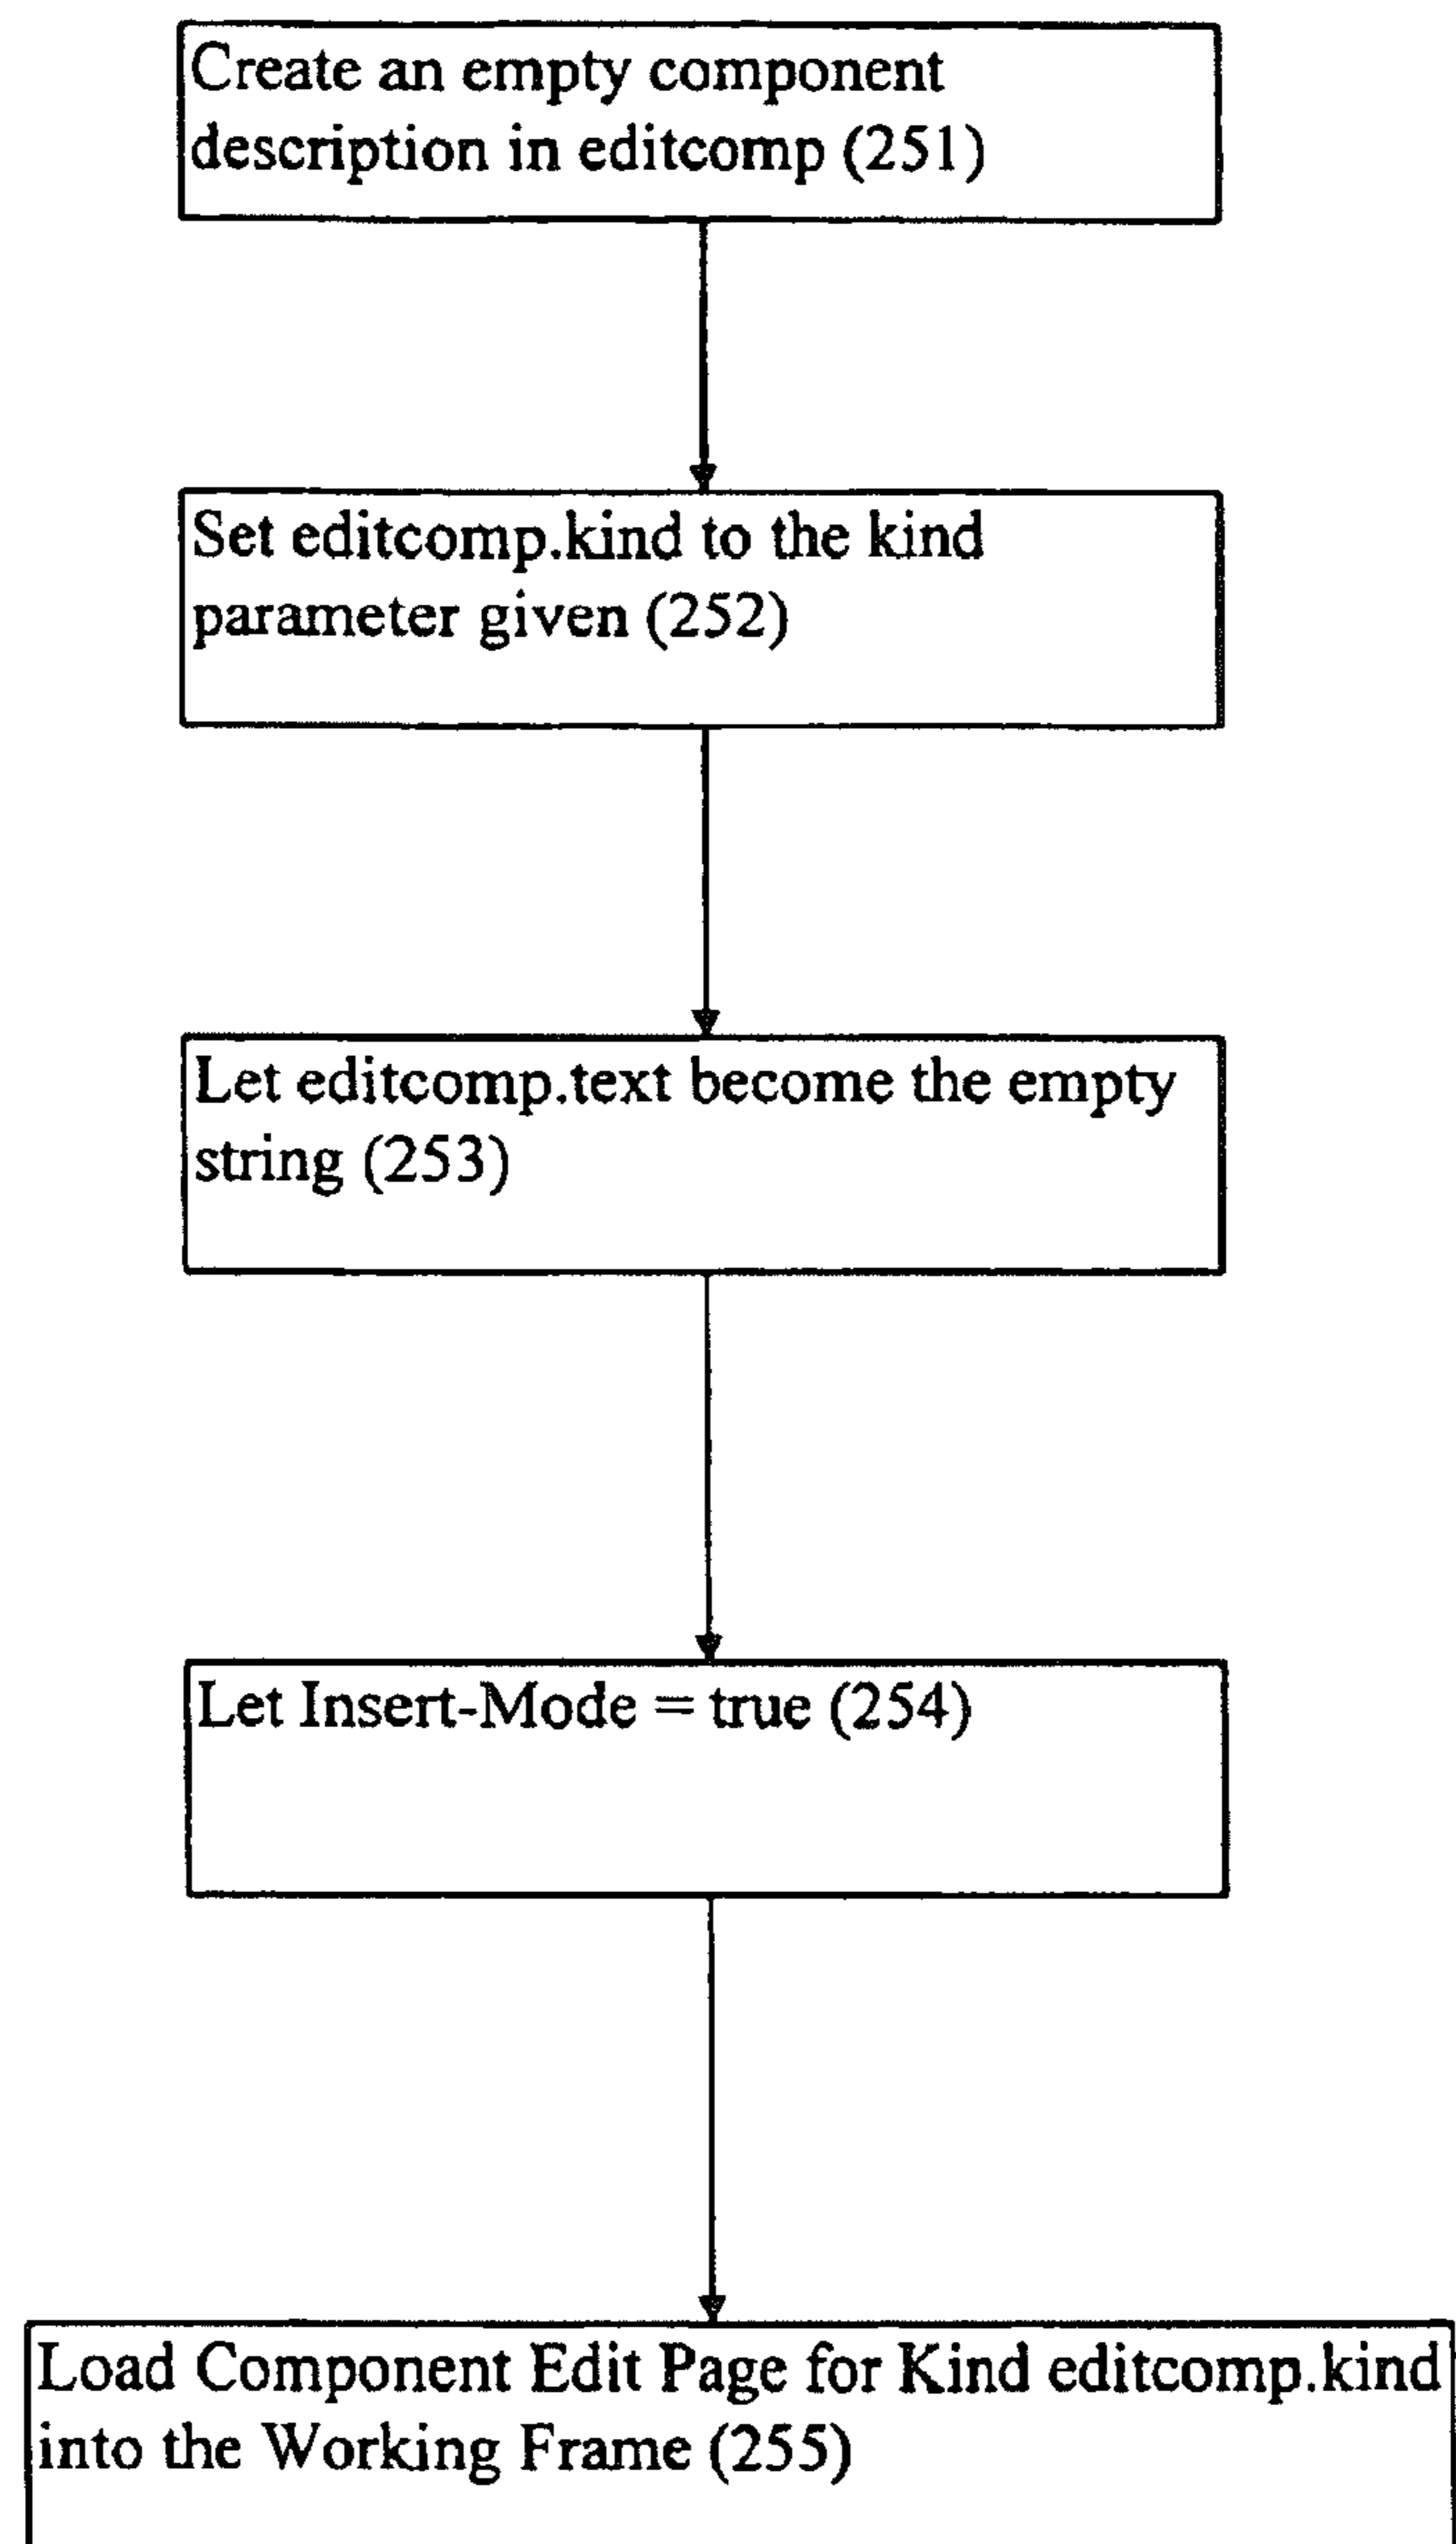 Create an empty component
description in editcomp (251)
Set editcomp.kind to the kind
parameter given (252)
Let editcomp.text become the empty
string (253)
Let Insert-Mode = true (254)
Load Component Edit Page for Kind editcomp.kind
into the Working Frame (255)